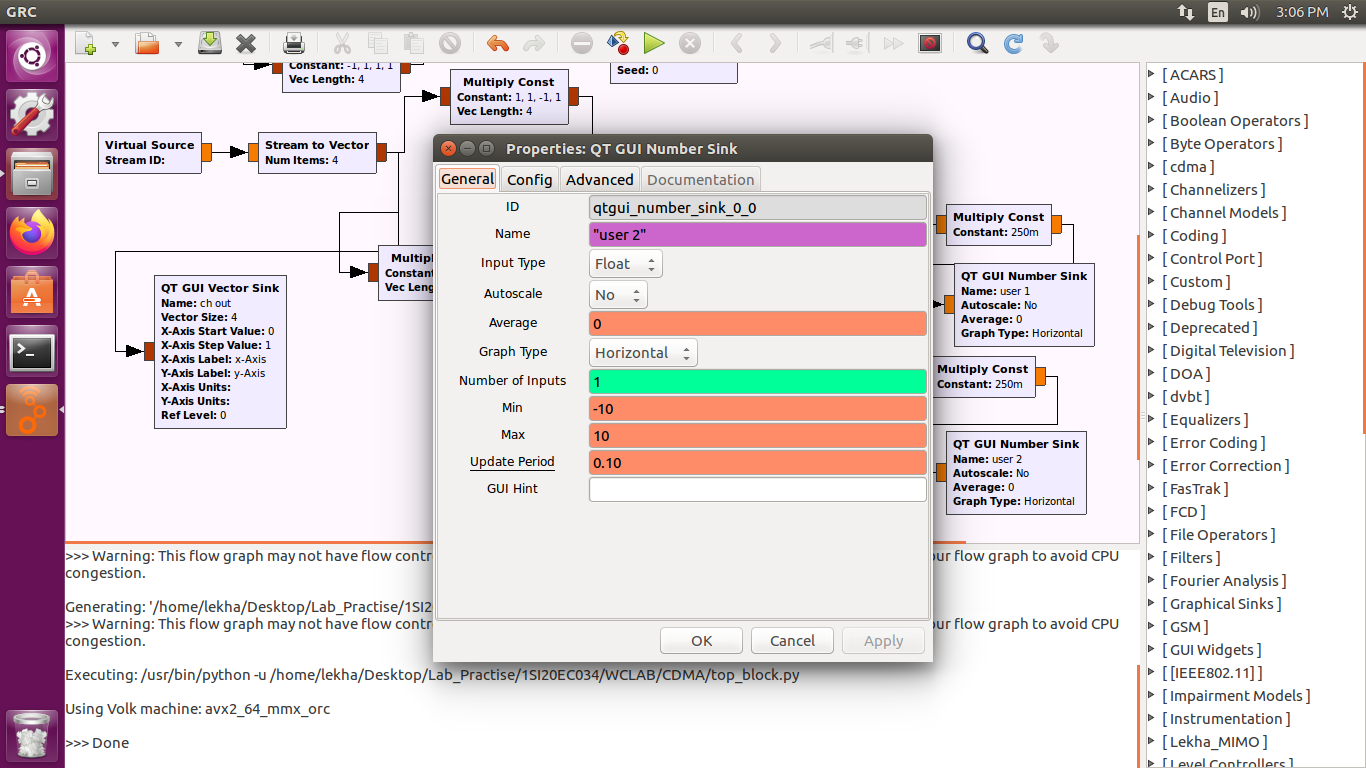 GRC
En
3:06 PM
Constant: -1, 1, 1, 1
Vec Length: 4
Multiply Const
Constant: 1, 1, -1, 1
Vec Length: 4
Seed: 0
Virtual Source
Stream ID:
Stream to Vector
Num Items: 4
Multipl
Constant
Vec Leng
QT GUI Vector Sink
Name: ch out
Vector Size: 4
X-Axis Start Value: 0
X-Axis Step Value: 1
X-Axis Label: x-Axis
Y-Axis Label: y-Axis
X-Axis Units:
Y-Axis Units:
Ref Level: 0
Properties: QT GUI Number Sink
General
Config
Advanced
Documentation
ID
qtgui_number_sink_0_0
Name
"user 2"
Input Type
Float
Autoscale
No
Average
0
Graph Type
Horizontal
Number of Inputs
1
Min
-10
Max
10
Update Period
0.10
GUI Hint
OK
Cancel
Apply
Multiply Const
Constant: 250m
QT GUI Number Sink
Name: user 1
Autoscale: No
Average: 0
Graph Type: Horizontal
Multiply Const
Constant: 250m
QT GUI Number Sink
Name: user 2
Autoscale: No
Average: 0
Graph Type: Horizontal
>>> Warning: This flow graph may not have flow contr
our flow graph to avoid CPU
congestion.
Generating: '/home/lekha/Desktop/Lab_Practise/1SI2
>>> Warning: This flow graph may not have flow contr
our flow graph to avoid CPU
congestion.
Executing: /usr/bin/python -u /home/lekha/Desktop/Lab_Practise/1SI20EC034/WCLAB/CDMA/top_block.py
Using Volk machine: avx2_64_mmx_orc
>>> Done
[ ACARS ]
[ Audio ]
[ Boolean Operators ]
[ Byte Operators ]
[ cdma ]
[ Channelizers ]
[ Channel Models ]
[ Coding ]
[ Control Port ]
[ Custom ]
[ Debug Tools ]
[ Deprecated ]
[ Digital Television ]
[ DOA ]
[ dvbt ]
[ Equalizers ]
[ Error Coding ]
[ Error Correction ]
[ FasTrak ]
[ FCD ]
[ File Operators ]
[ Filters ]
[ Fourier Analysis ]
[ Graphical Sinks ]
[ GSM ]
[ GUI Widgets ]
[ [IEEE802.11] ]
[ Impairment Models ]
[ Instrumentation ]
[ Lekha_MIMO ]
[ Level Controllers ]